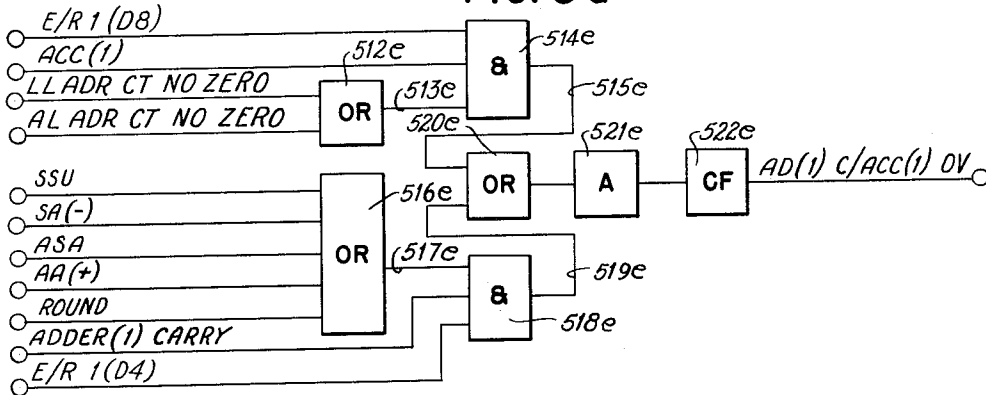 E/R 1 (D8)
ACC(1)
LL ADR CT NO ZERO
AL ADR CT NO ZERO
512e
OR
513e
&
514e
515e
520e
OR
521e
A
522e
CF
AD(1) C/ACC(1) OV
SSU
SA(-)
ASA
AA(+)
ROUND
ADDER(1) CARRY
E/R 1(D4)
516e
OR
517e
&
518e
519e